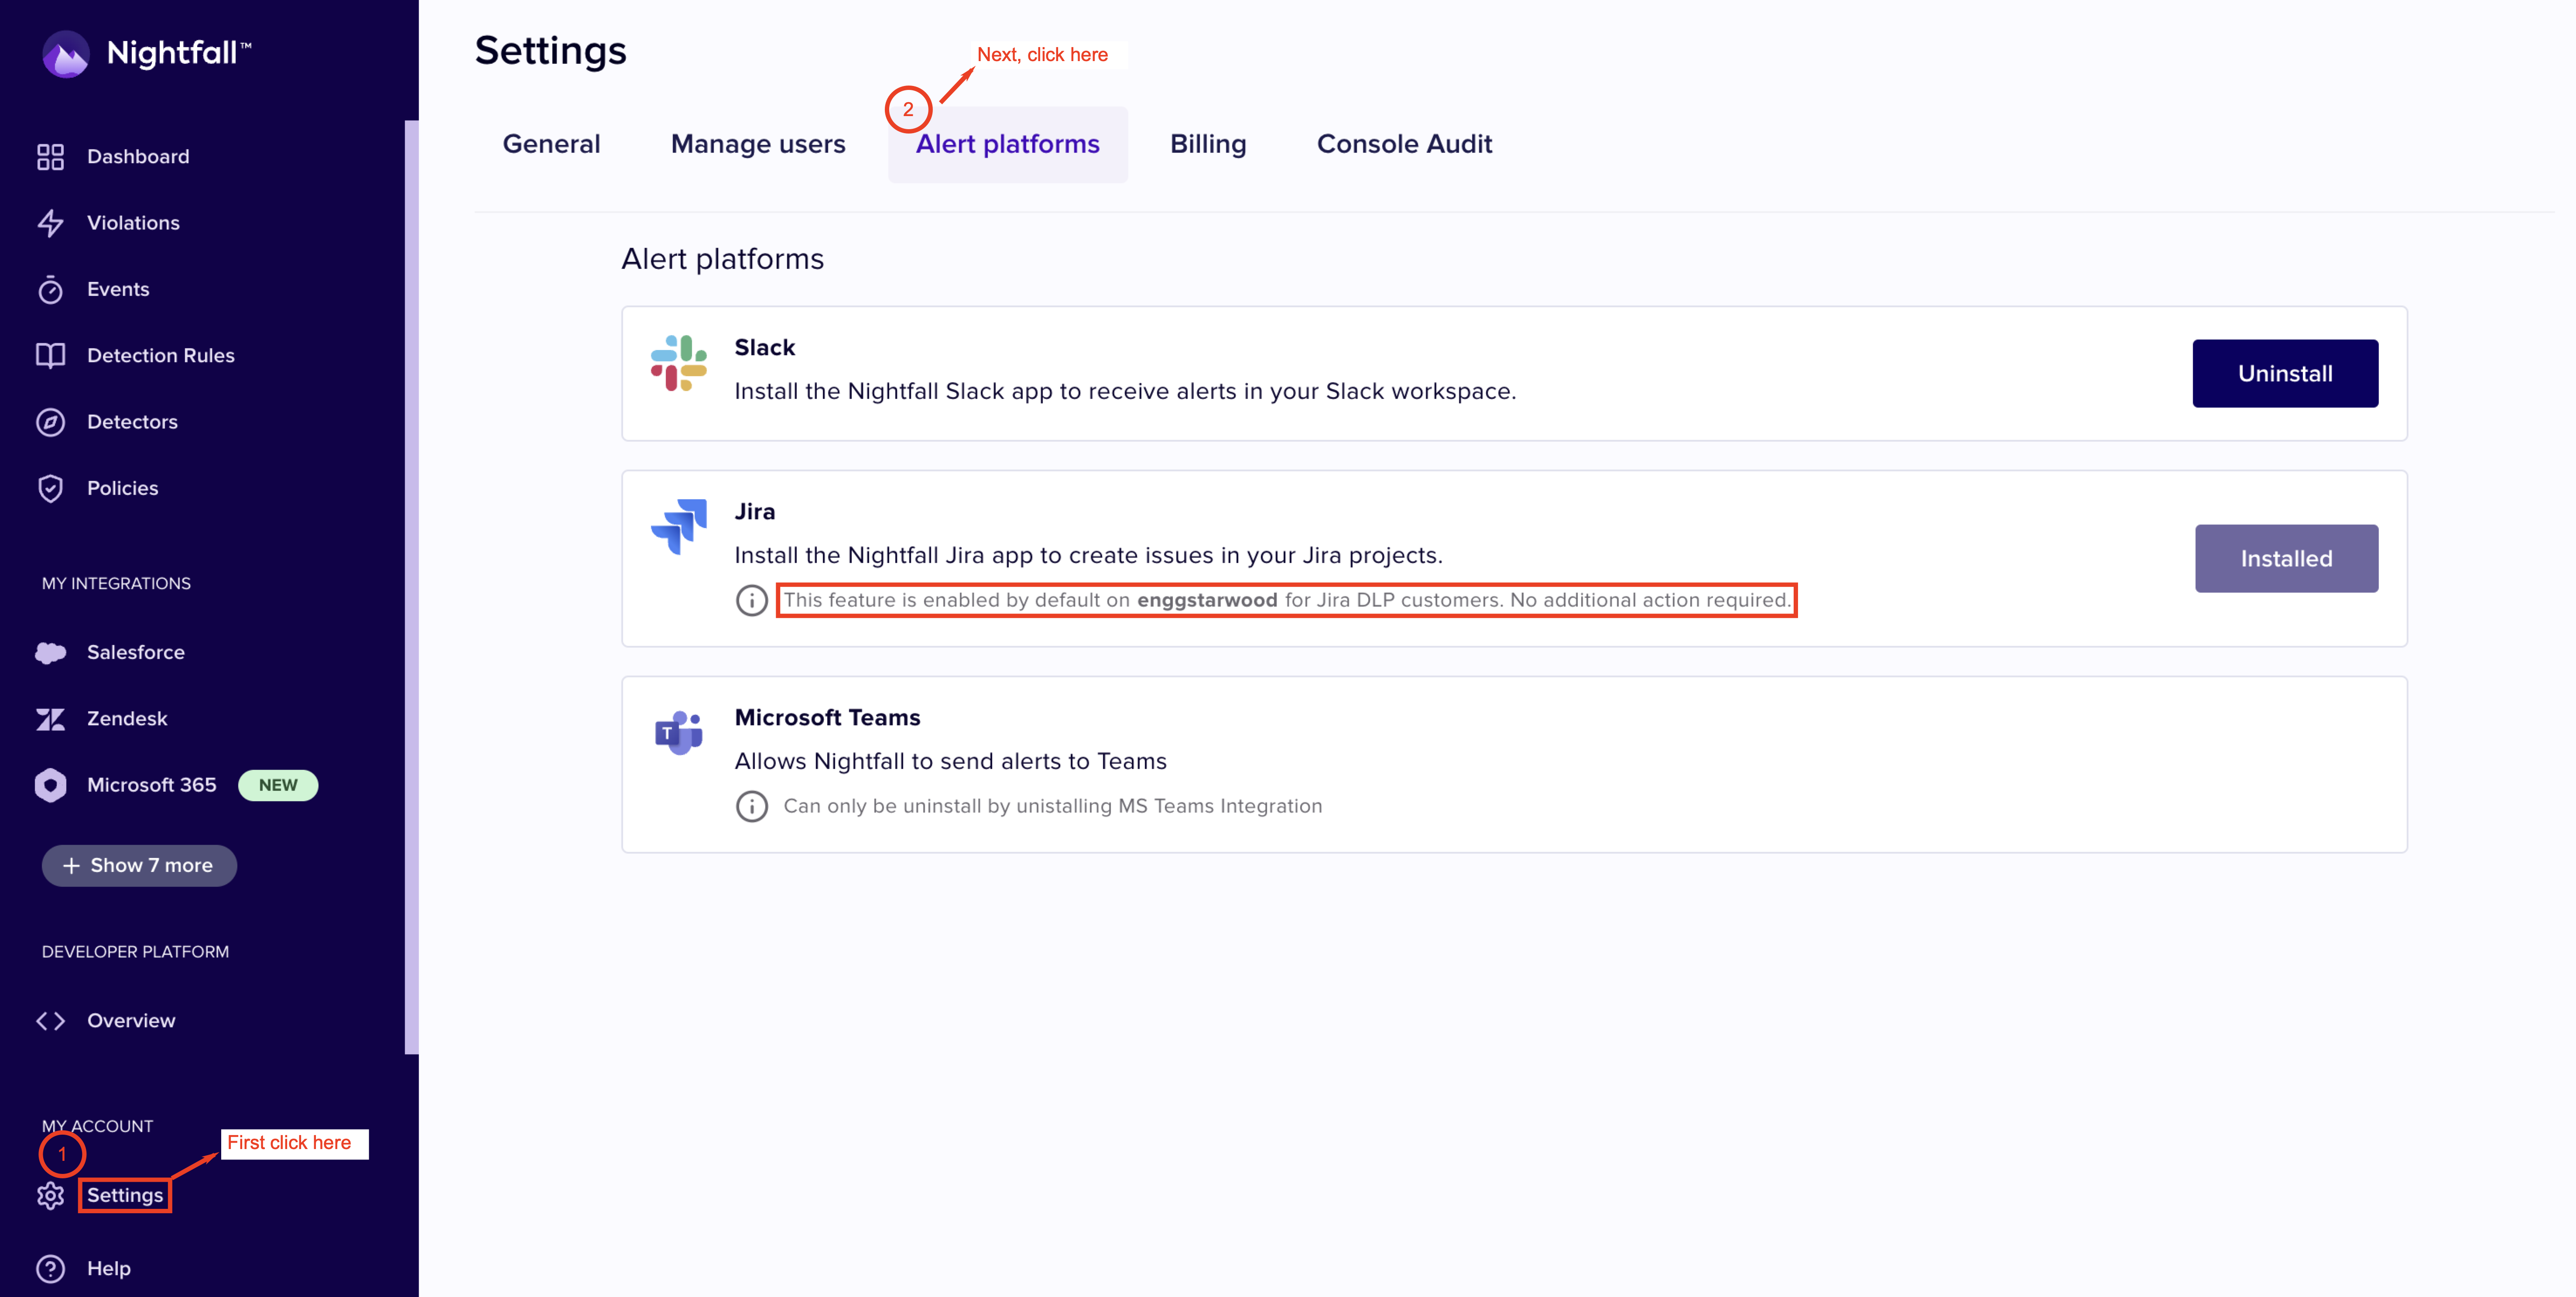 Nightfall™
Dashboard
Violations
Events
Detection Rules
Detectors
Policies
MY INTEGRATIONS
Salesforce
Zendesk
Microsoft 365 NEW
+ Show 7 more
DEVELOPER PLATFORM
Overview
MY ACCOUNT
1
First click here
Settings
Help
Settings
Next, click here
2
General Manage users Alert platforms Billing Console Audit
Alert platforms
Slack
Install the Nightfall Slack app to receive alerts in your Slack workspace.
Uninstall
Jira
Install the Nightfall Jira app to create issues in your Jira projects.
This feature is enabled by default on enggstarwood for Jira DLP customers. No additional action required.
Installed
T
Microsoft Teams
Allows Nightfall to send alerts to Teams
Can only be uninstall by unistalling MS Teams Integration